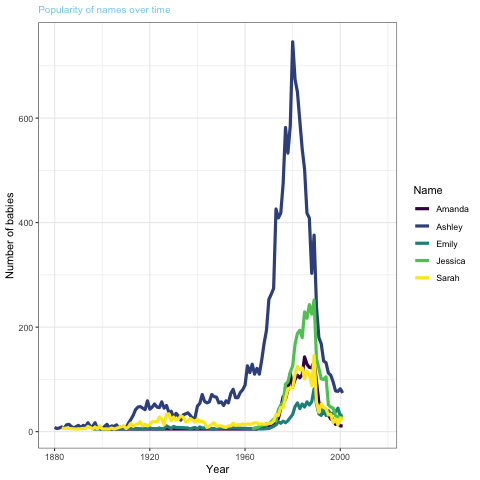 Popularity of names over time
Number of babies
600
400
200
0
1880
1920
1960
2000
Year
Name
Amanda
Ashley
Emily
Jessica
Sarah